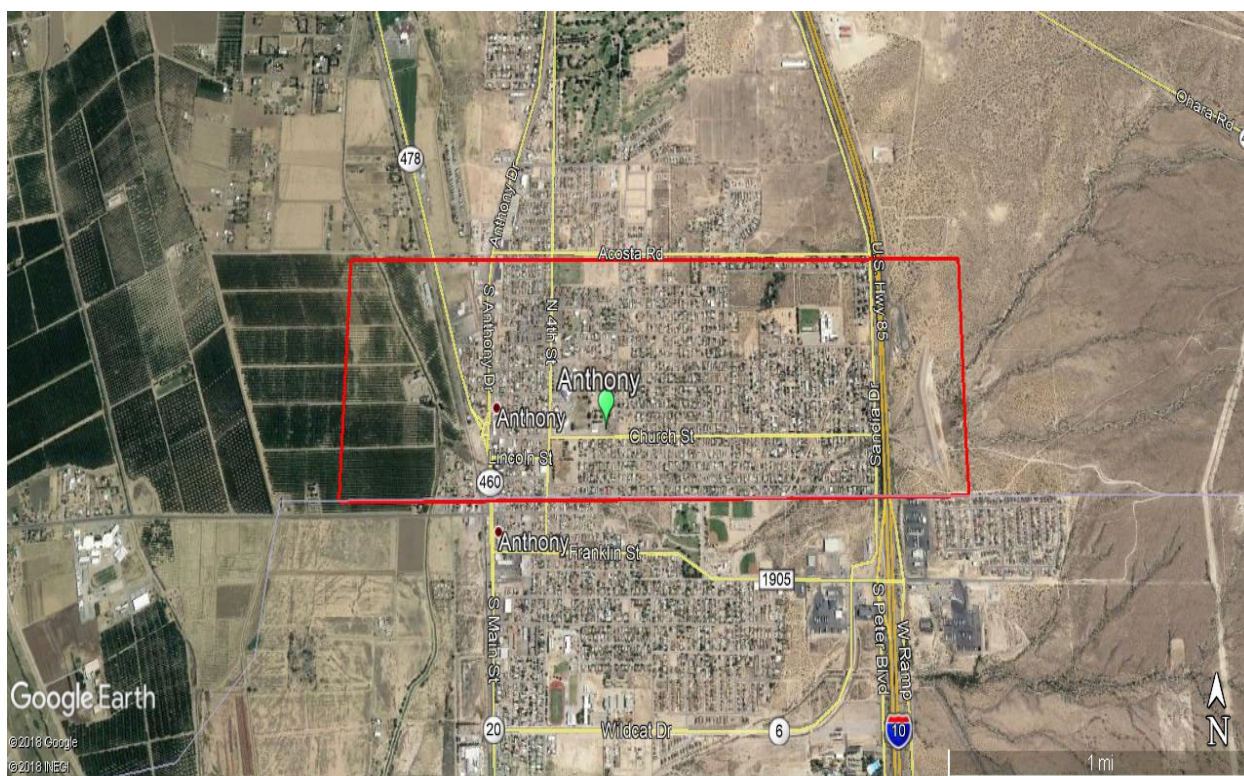 Ohara Rd
478
Anthony Dr
Acosta Rd
U.S. Hwy 85
S Anthony Dr
N 4th St
Anthony
Anthony
Church St
Sandia Dr
Lincoln St
460
Anthony
Franklin St
1905
S Main St
S Peter Blvd
W Ramp
Google Earth
20
Wildcat Dr
6
10
N
©2018 Google
©2018 INEGI
1 mi